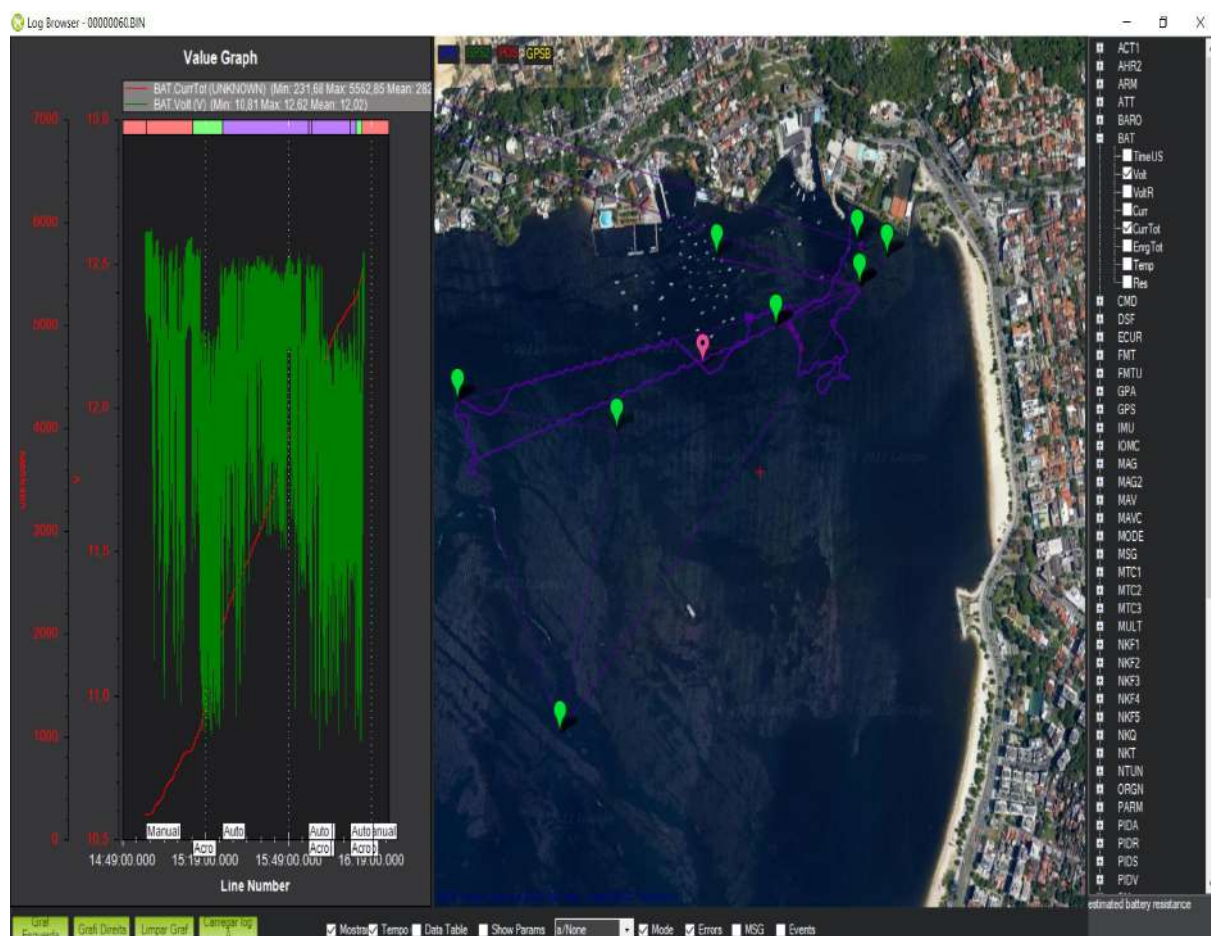 Log Browser - 00000060.BIN
Value Graph
BAT CurrTot (UNKNOWN) (Min: 231,68 Max: 5562,85 Mean: 282
BAT Volt (V) (Min: 10,81 Max: 12,62 Mean: 12,02)
7000
6000
5000
4000
3000
2000
1000
0
13.0
12.5
12.0
11.5
11.0
10.5
V
Manual
Auto
Auto
Auto
anual
Acro
Acro
Acro
14:49:00.000
15:19:00.000
15:49:00.000
16:19:00.000
Line Number
POS
GPSB
ACT1
AHR2
ARM
ATT
BARO
BAT
TimeUS
Volt
VoltR
Curr
CurrTot
EnrgTot
Temp
Res
CMD
DSF
ECUR
FMT
FMTU
GPA
GPS
IMU
IOMC
MAG
MAG2
MAV
MAVC
MODE
MSG
MTC1
MTC2
MTC3
MULT
NKF1
NKF2
NKF3
NKF4
NKF5
NKQ
NKT
NTUN
ORGN
PARM
PIDA
PIDR
PIDS
PIDV
estimated battery resistance
Graf
Esquerda
Grafi Direita
Limpar Graf
Carregar log
Mostrar
Tempo
Data Table
Show Params
a/None
Mode
Errors
MSG
Events